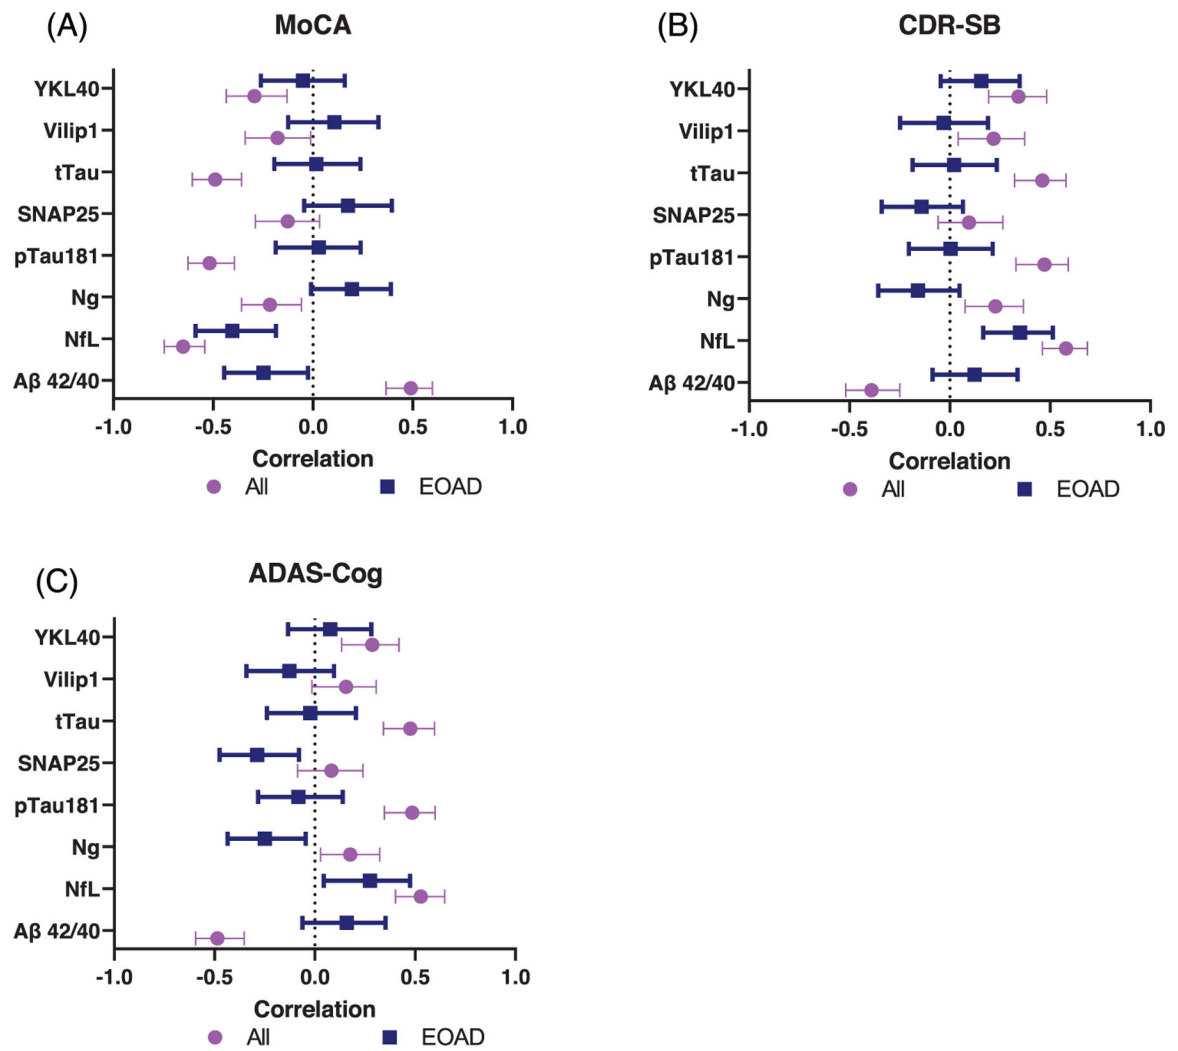 (A) MoCA
YKL40
Vilip1
tTau
SNAP25
pTau181
Ng
NfL
Aβ 42/40
-1.0 -0.5 0.0 0.5 1.0
Correlation
All EOAD
(B) CDR-SB
YKL40
Vilip1
tTau
SNAP25
pTau181
Ng
NfL
Aβ 42/40
-1.0 -0.5 0.0 0.5 1.0
Correlation
All EOAD
(C) ADAS-Cog
YKL40
Vilip1
tTau
SNAP25
pTau181
Ng
NfL
Aβ 42/40
-1.0 -0.5 0.0 0.5 1.0
Correlation
All EOAD